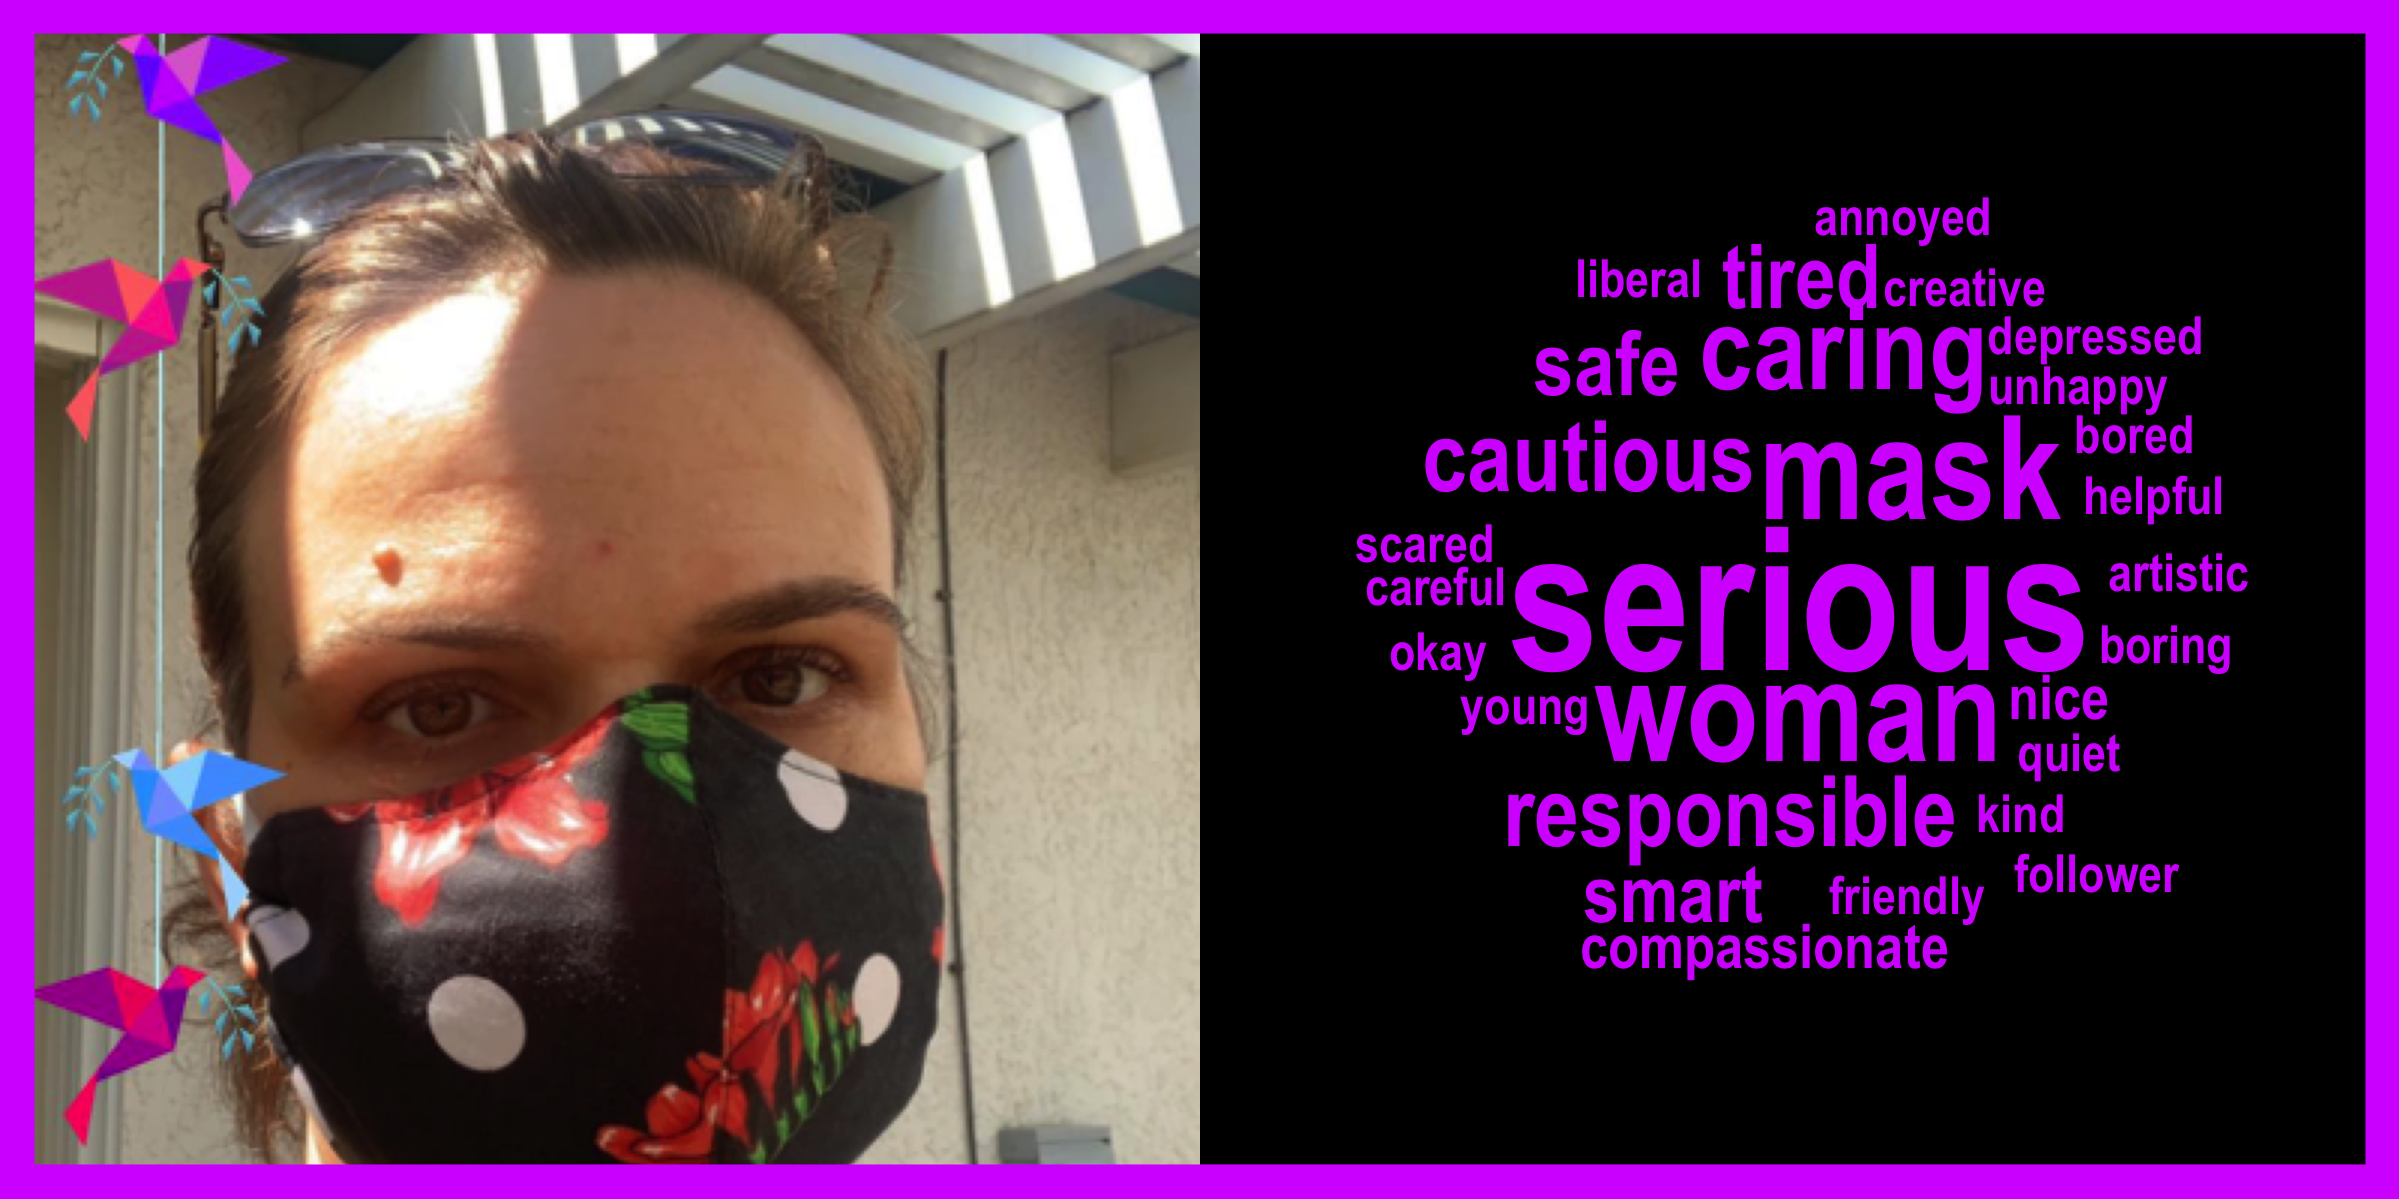 annoyed
liberal tired creative
safe caring depressed
unhappy
cautious mask bored
helpful
scared
careful serious artistic
okay boring
young woman nice
quiet
responsible kind
smart friendly follower
compassionate